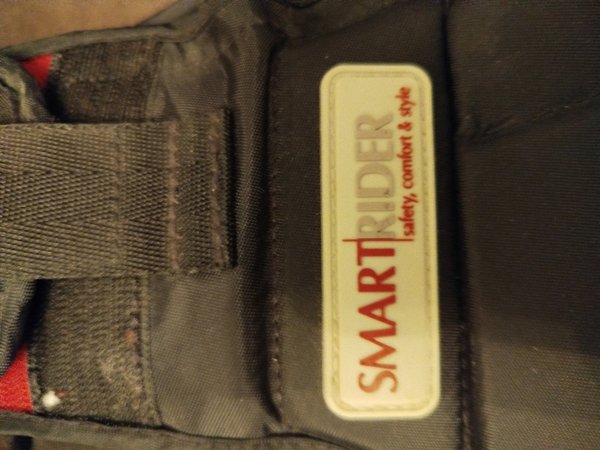 SMARTRIDER
safety, comfort & style